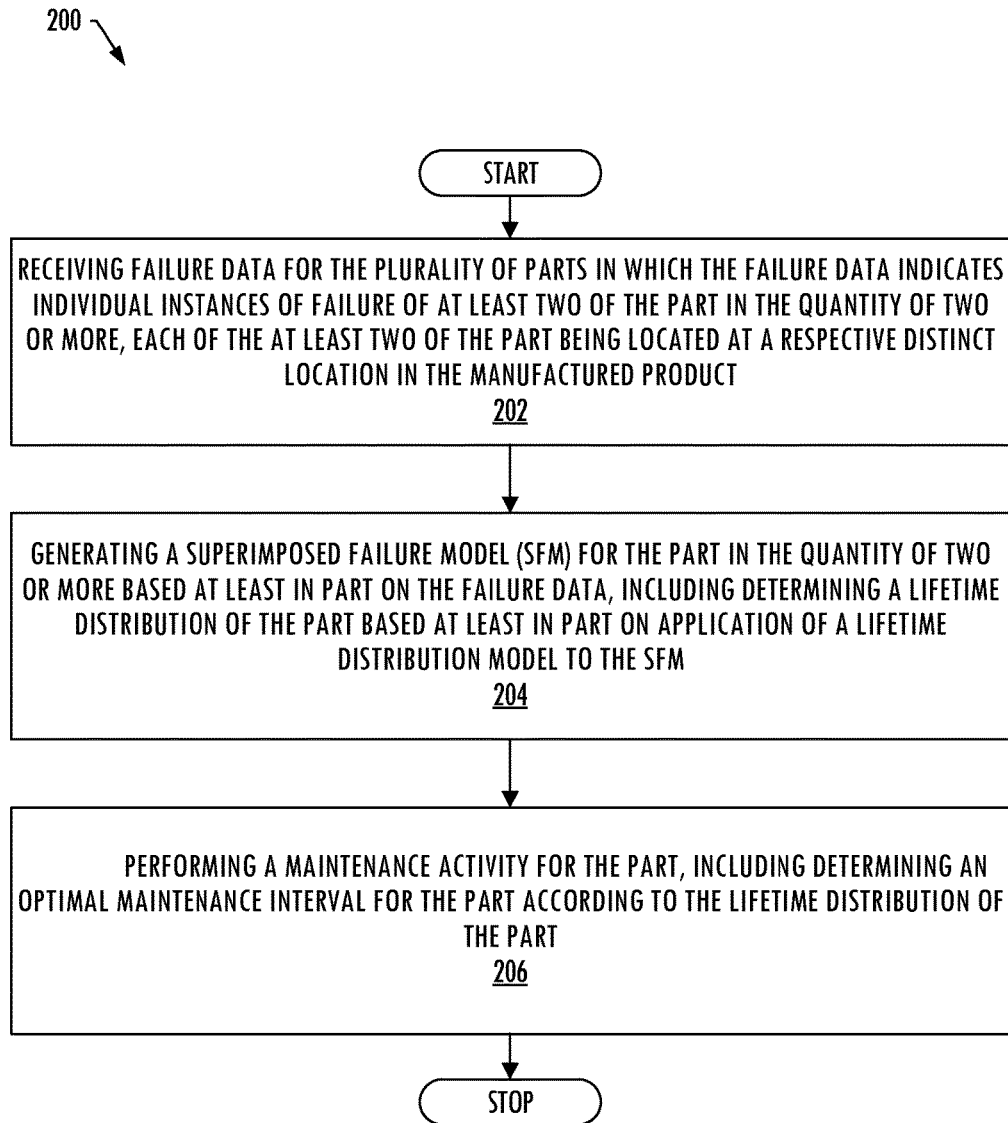 200
START
RECEIVING FAILURE DATA FOR THE PLURALITY OF PARTS IN WHICH THE FAILURE DATA INDICATES
INDIVIDUAL INSTANCES OF FAILURE OF AT LEAST TWO OF THE PART IN THE QUANTITY OF TWO
OR MORE, EACH OF THE AT LEAST TWO OF THE PART BEING LOCATED AT A RESPECTIVE DISTINCT
LOCATION IN THE MANUFACTURED PRODUCT
202
GENERATING A SUPERIMPOSED FAILURE MODEL (SFM) FOR THE PART IN THE QUANTITY OF TWO
OR MORE BASED AT LEAST IN PART ON THE FAILURE DATA, INCLUDING DETERMINING A LIFETIME
DISTRIBUTION OF THE PART BASED AT LEAST IN PART ON APPLICATION OF A LIFETIME
DISTRIBUTION MODEL TO THE SFM
204
PERFORMING A MAINTENANCE ACTIVITY FOR THE PART, INCLUDING DETERMINING AN
OPTIMAL MAINTENANCE INTERVAL FOR THE PART ACCORDING TO THE LIFETIME DISTRIBUTION OF
THE PART
206
STOP